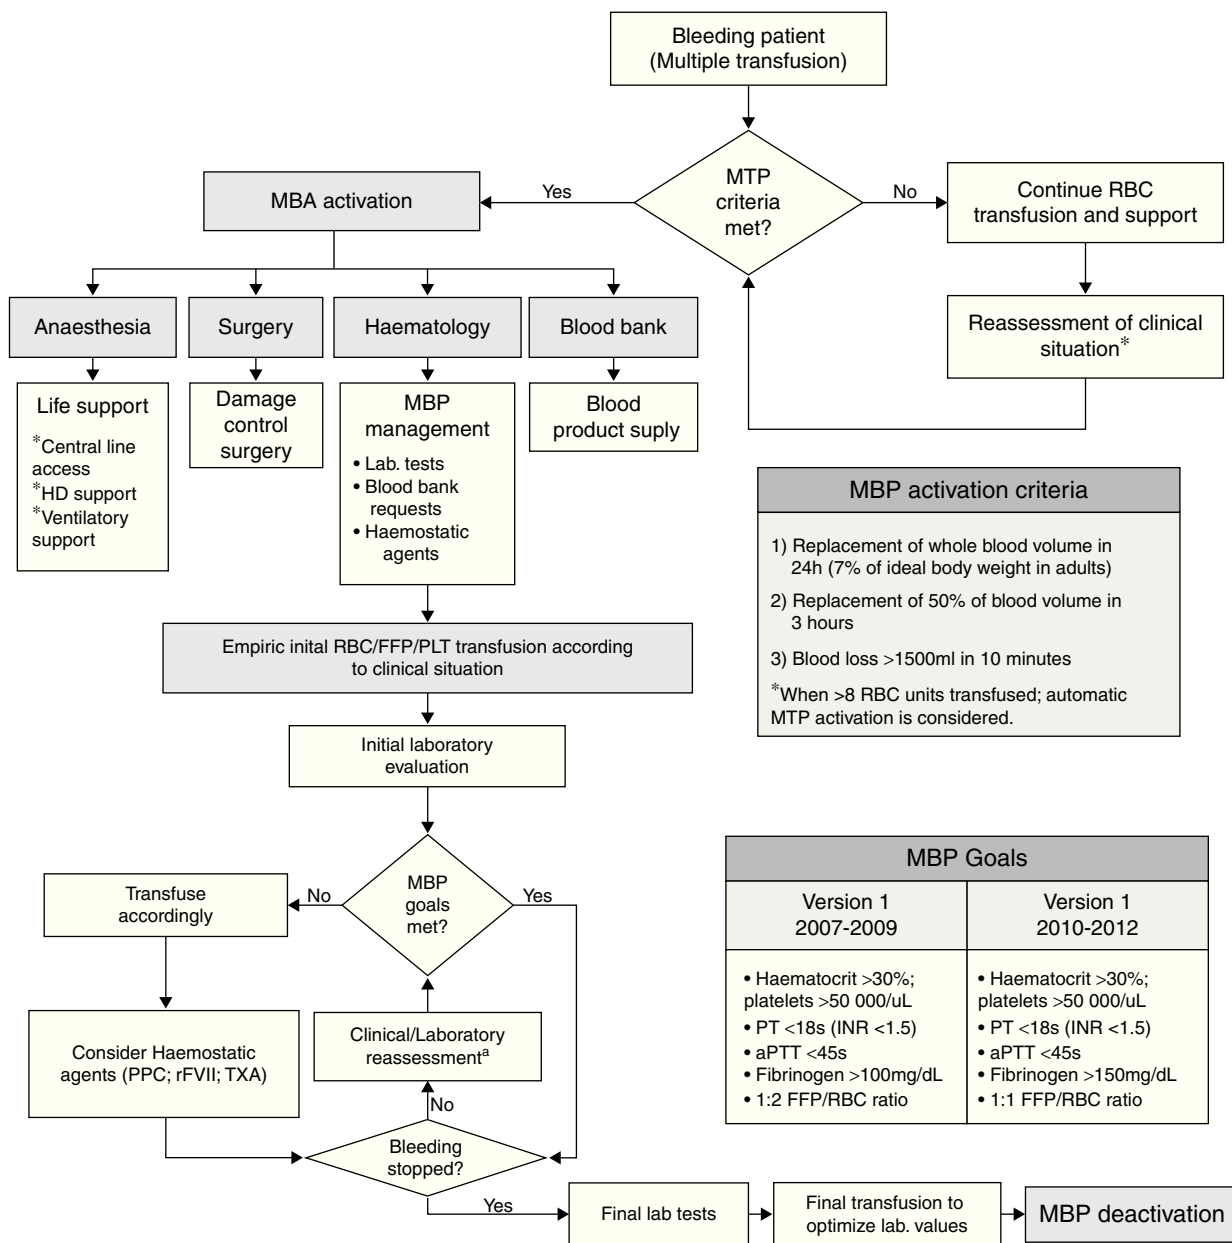 Bleeding patient
(Multiple transfusion)
MTP
criteria
met?
Yes
No
MBA activation
Continue RBC
transfusion and support
Reassessment of clinical
situation*
Anaesthesia
Surgery
Haematology
Blood bank
Life support
*Central line
access
*HD support
*Ventilatory
support
Damage
control
surgery
MBP
management
• Lab. tests
• Blood bank
requests
• Haemostatic
agents
Blood
product suply
MBP activation criteria
1) Replacement of whole blood volume in
24h (7% of ideal body weight in adults)
2) Replacement of 50% of blood volume in
3 hours
3) Blood loss >1500ml in 10 minutes
*When >8 RBC units transfused; automatic
MTP activation is considered.
Empiric inital RBC/FFP/PLT transfusion according
to clinical situation
Initial laboratory
evaluation
MBP
goals
met?
No
Yes
Transfuse
accordingly
Consider Haemostatic
agents (PPC; rFVII; TXA)
Clinical/Laboratory
reassessmentª
No
Bleeding
stopped?
Yes
Final lab tests
Final transfusion to
optimize lab. values
MBP deactivation
MBP Goals
Version 1
2007-2009
• Haematocrit >30%;
platelets >50 000/uL
• PT <18s (INR <1.5)
• aPTT <45s
• Fibrinogen >100mg/dL
• 1:2 FFP/RBC ratio
Version 1
2010-2012
• Haematocrit >30%;
platelets >50 000/uL
• PT <18s (INR <1.5)
• aPTT <45s
• Fibrinogen >150mg/dL
• 1:1 FFP/RBC ratio